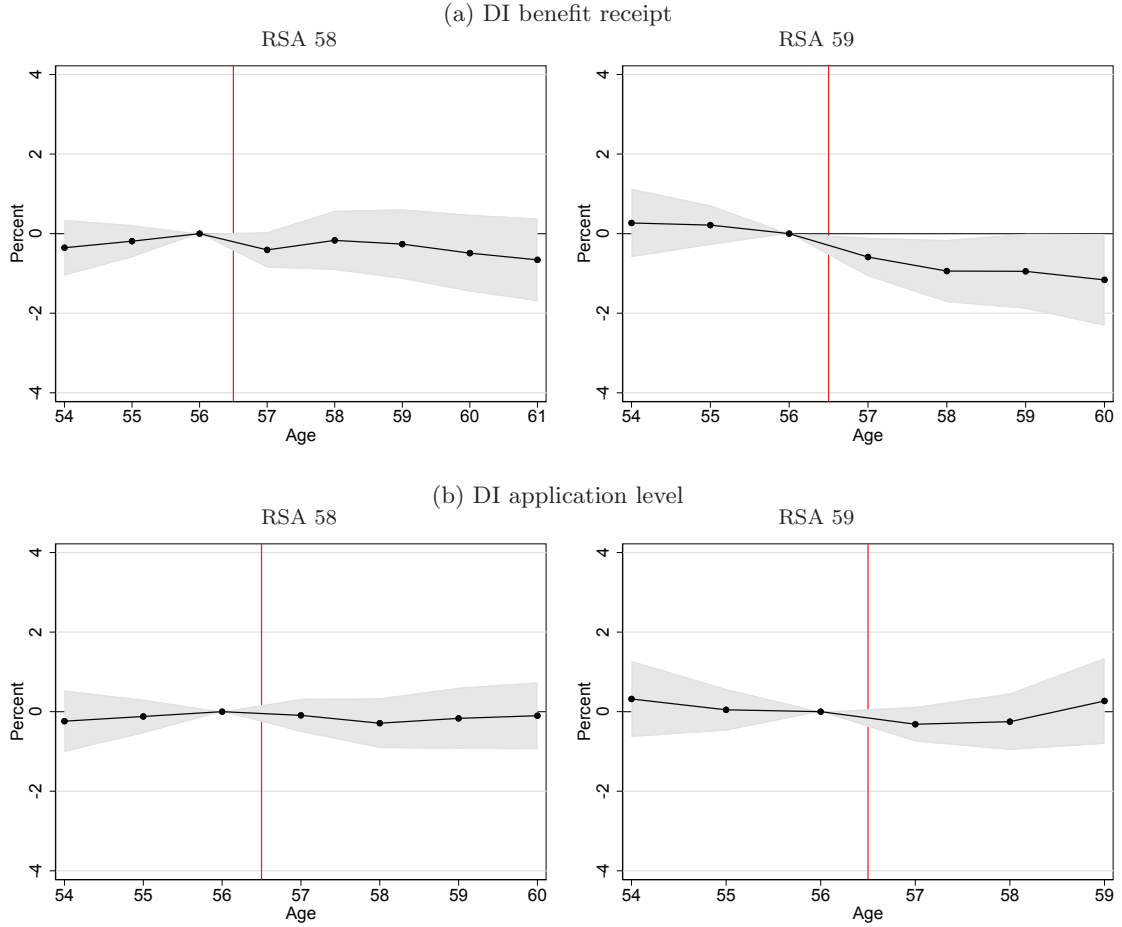 (a) DI benefit receipt
RSA 58
RSA 59
4
2
0
-2
-4
Percent
54 55 56 57 58 59 60 61
Age
4
2
0
-2
-4
Percent
54 55 56 57 58 59 60
Age
(b) DI application level
RSA 58
RSA 59
4
2
0
-2
-4
Percent
54 55 56 57 58 59 60
Age
4
2
0
-2
-4
Percent
54 55 56 57 58 59
Age